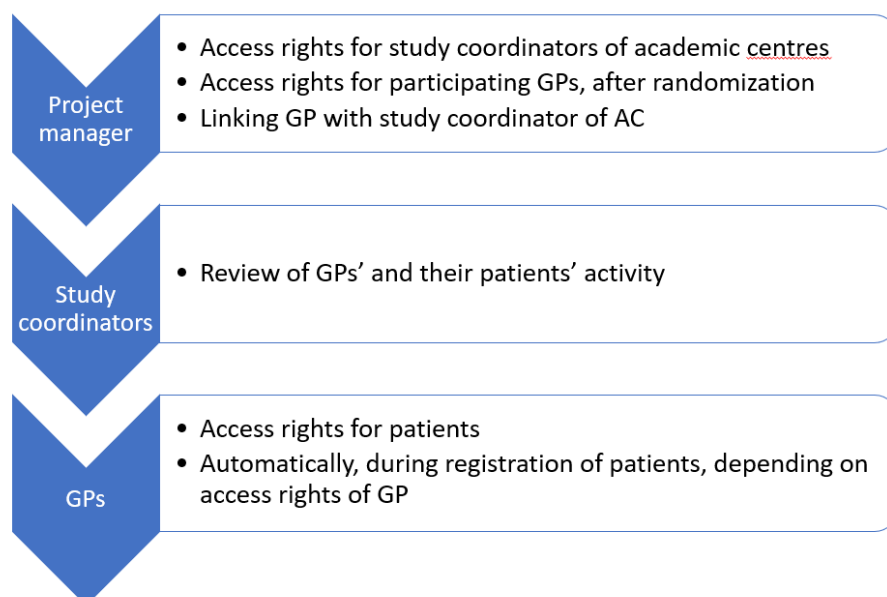 Project
manager
• Access rights for study coordinators of academic centres
• Access rights for participating GPs, after randomization
• Linking GP with study coordinator of AC
Study
coordinators
• Review of GPs’ and their patients’ activity
GPs
• Access rights for patients
• Automatically, during registration of patients, depending on
access rights of GP